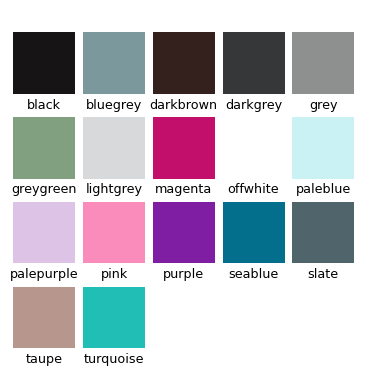 black bluegrey darkbrown darkgrey grey
greygreen lightgrey magenta offwhite paleblue
palepurple pink purple seablue slate
taupe turquoise